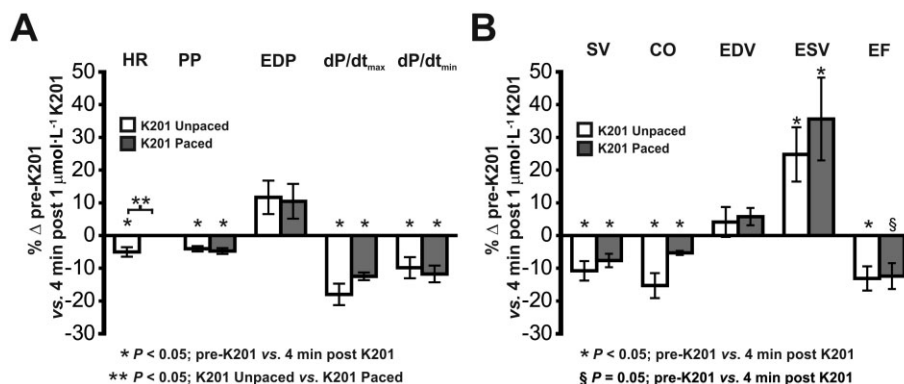 A
HR PP EDP dP/dtmax dP/dtmin
% Δ pre-K201
vs. 4 min post 1 μmol·L⁻¹ K201
50
40
30
20
10
0
-10
-20
-30
K201 Unpaced
K201 Paced
**
* * * * * * *
* P < 0.05; pre-K201 vs. 4 min post K201
** P < 0.05; K201 Unpaced vs. K201 Paced
B
SV CO EDV ESV EF
% Δ pre-K201
vs. 4 min post 1 μmol·L⁻¹ K201
50
40
30
20
10
0
-10
-20
-30
K201 Unpaced
K201 Paced
* *
* * * * * §
* P < 0.05; pre-K201 vs. 4 min post K201
§ P = 0.05; pre-K201 vs. 4 min post K201